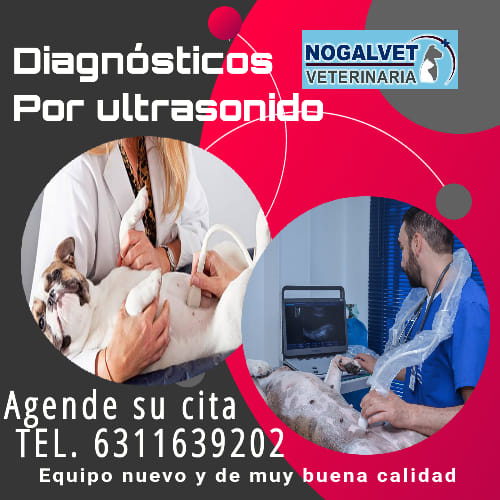 Diagnósticos
Por ultrasonido
NOGALVET
VETERINARIA
Agende su cita
TEL. 6311639202
Equipo nuevo y de muy buena calidad